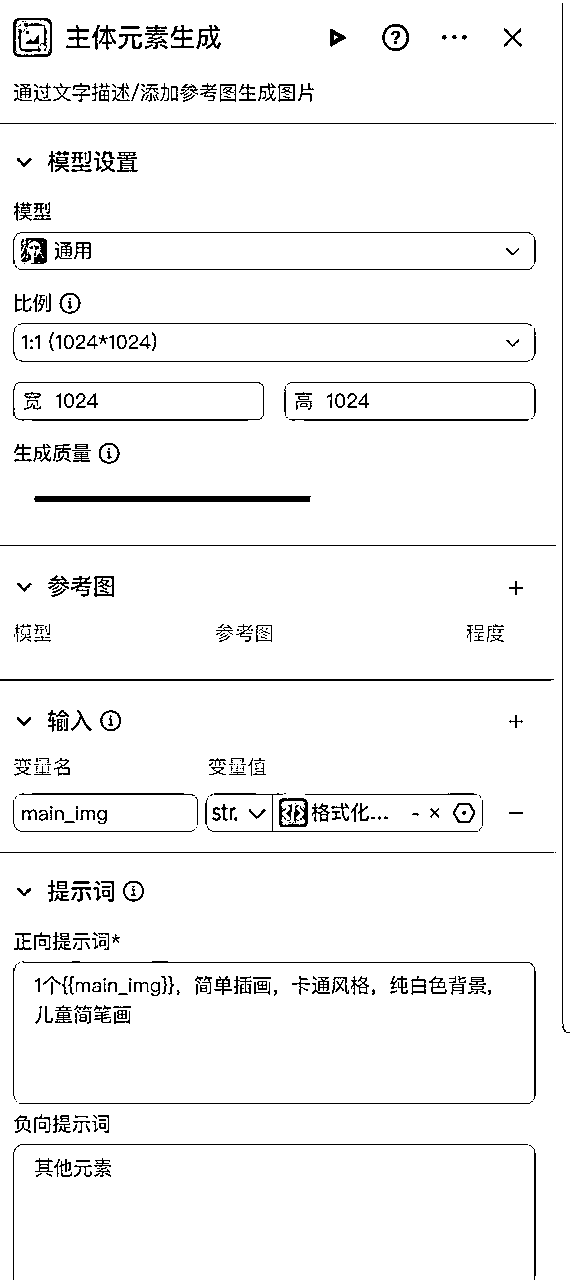 主体元素生成
通过文字描述/添加参考图生成图片
模型设置
模型
通用
比例
1:1 (1024*1024)
宽 1024 高 1024
生成质量
参考图
模型 参考图 程度
输入
变量名 变量值
main_img str. 格式化... - ×
提示词
正向提示词*
1个{{main_img}}，简单插画，卡通风格，纯白色背景，
儿童简笔画
负向提示词
其他元素